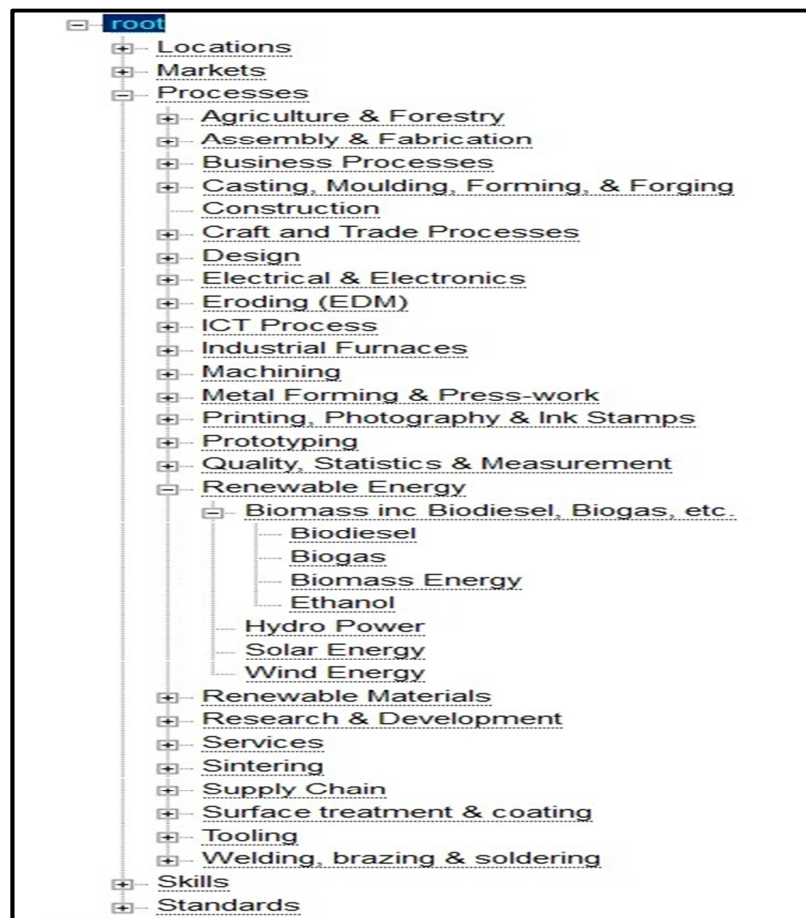 root
Locations
Markets
Processes
Agriculture & Forestry
Assembly & Fabrication
Business Processes
Casting, Moulding, Forming, & Forging
Construction
Craft and Trade Processes
Design
Electrical & Electronics
Eroding (EDM)
ICT Process
Industrial Furnaces
Machining
Metal Forming & Press-work
Printing, Photography & Ink Stamps
Prototyping
Quality, Statistics & Measurement
Renewable Energy
Biomass inc Biodiesel, Biogas, etc.
Biodiesel
Biogas
Biomass Energy
Ethanol
Hydro Power
Solar Energy
Wind Energy
Renewable Materials
Research & Development
Services
Sintering
Supply Chain
Surface treatment & coating
Tooling
Welding, brazing & soldering
Skills
Standards